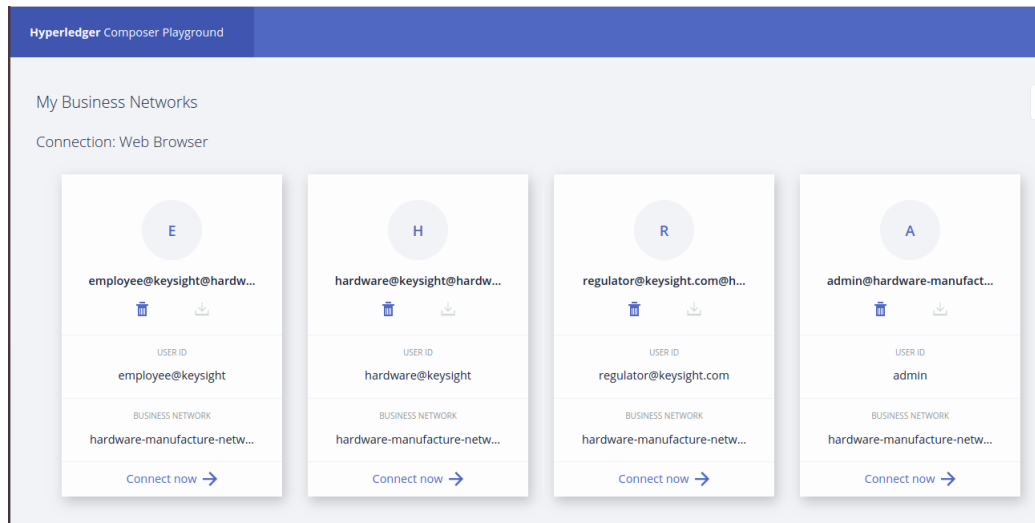 Hyperledger Composer Playground
My Business Networks
Connection: Web Browser
E
employee@keysight@hardw...
USER ID
employee@keysight
BUSINESS NETWORK
hardware-manufacture-netw...
Connect now →
H
hardware@keysight@hardw...
USER ID
hardware@keysight
BUSINESS NETWORK
hardware-manufacture-netw...
Connect now →
R
regulator@keysight.com@h...
USER ID
regulator@keysight.com
BUSINESS NETWORK
hardware-manufacture-netw...
Connect now →
A
admin@hardware-manufact...
USER ID
admin
BUSINESS NETWORK
hardware-manufacture-netw...
Connect now →